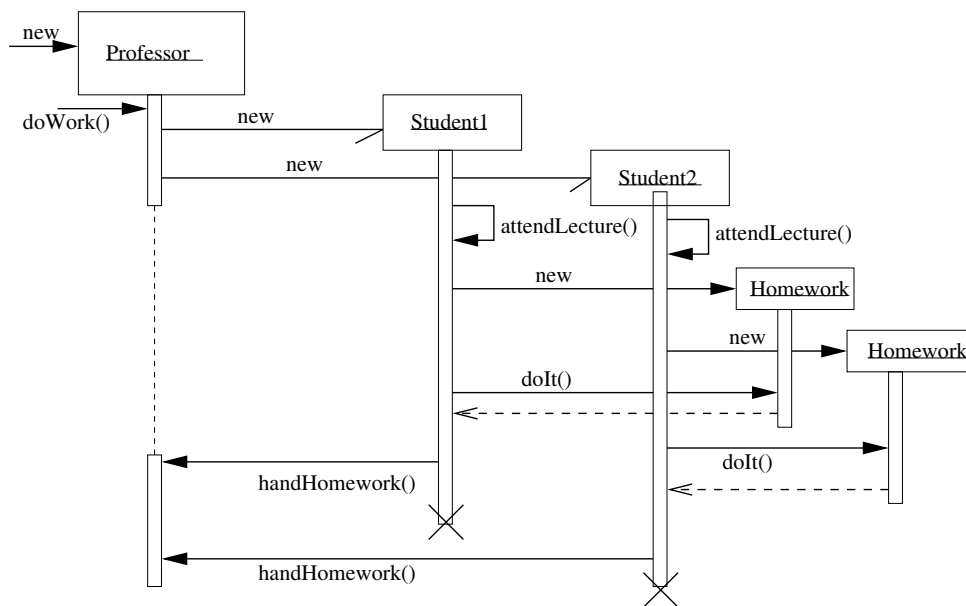 new
Professor
doWork()
new
Student1
new
Student2
attendLecture()
attendLecture()
new
Homework
new
Homework
doIt()
doIt()
handHomework()
handHomework()